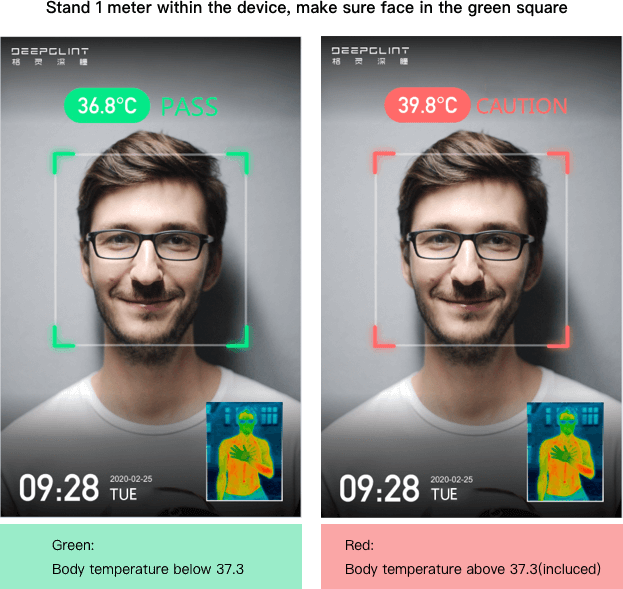 Stand 1 meter within the device, make sure face in the green square
DEEPGLINT
格灵深瞳
36.8°C PASS
09:28
2020-02-25
TUE
Green:
Body temperature below 37.3
DEEPGLINT
格灵深瞳
39.8°C CAUTION
09:28
2020-02-25
TUE
Red:
Body temperature above 37.3(incluced)